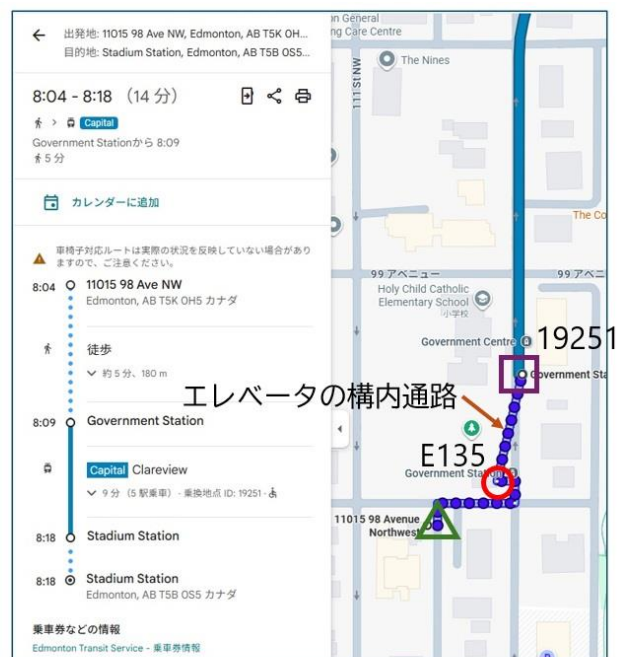 出発地: 11015 98 Ave NW, Edmonton, AB T5K 0H...
目的地: Stadium Station, Edmonton, AB T5B 0S5...
8:04 - 8:18 (14 分)
Capital
Government Stationから 8:09
5 分
カレンダーに追加
車椅子対応ルートは実際の状況を反映していない場合があり
ますので、ご注意ください。
8:04 11015 98 Ave NW
Edmonton, AB T5K 0H5 カナダ
徒歩
約 5 分、180 m
8:09 Government Station
Capital Clareview
9 分 (5 駅乗車) · 乗換地点 ID: 19251 ·
8:18 Stadium Station
8:18 Stadium Station
Edmonton, AB T5B 0S5 カナダ
乗車券などの情報
Edmonton Transit Service - 乗車券情報
n General
ng Care Centre
The Nines
111 St NW
The Co
99 アベニュー
99 アベニ
Holy Child Catholic
Elementary School
小学校
Government Centre
19251
Government Sta
エレベータの構内通路
E135
Government Station
11015 98 Avenue
Northwest